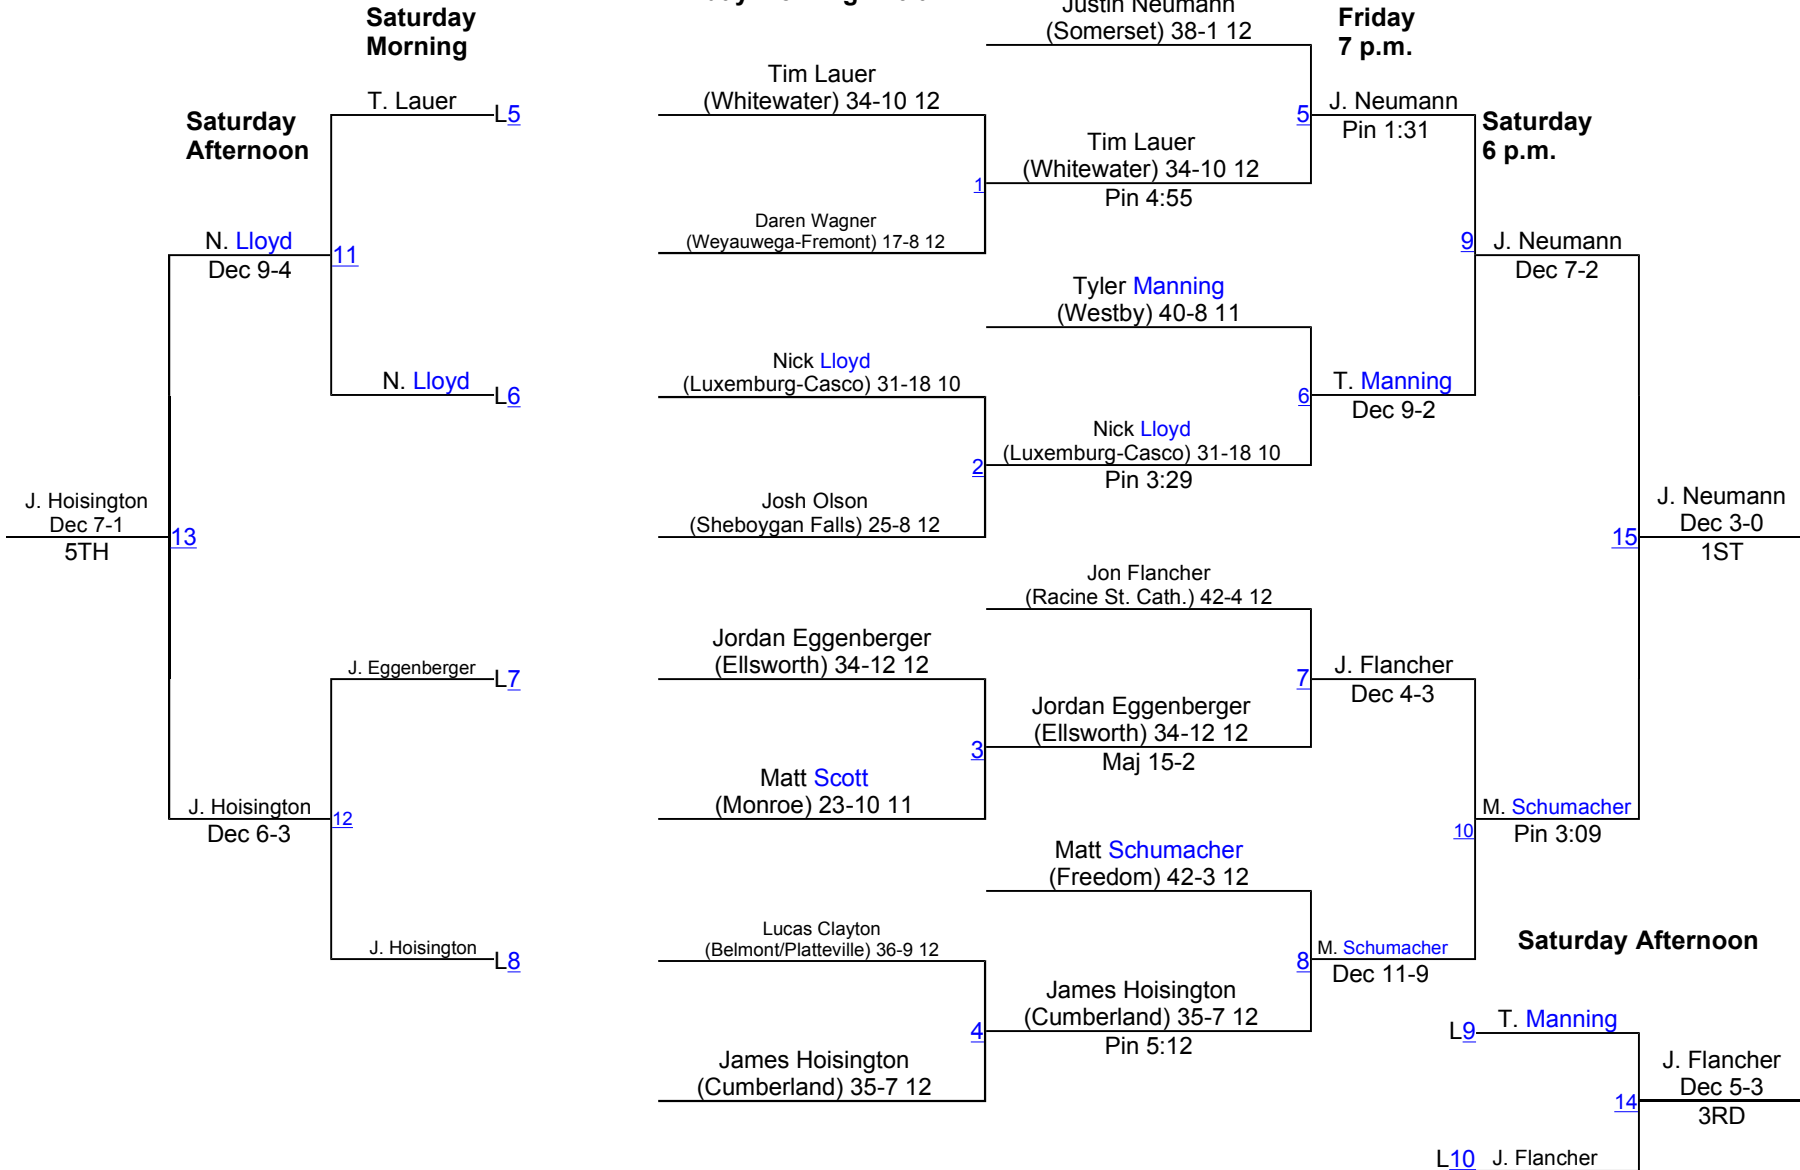 Saturday
Morning
Justin Neumann
(Somerset) 38-1 12
Friday
7 p.m.
Tim Lauer
(Whitewater) 34-10 12
T. Lauer
L5
Saturday
Afternoon
5
J. Neumann
Pin 1:31
Saturday
6 p.m.
Tim Lauer
(Whitewater) 34-10 12
Pin 4:55
1
Daren Wagner
(Weyauwega-Fremont) 17-8 12
N. Lloyd
Dec 9-4
11
9
J. Neumann
Dec 7-2
Tyler Manning
(Westby) 40-8 11
Nick Lloyd
(Luxemburg-Casco) 31-18 10
N. Lloyd
L6
6
T. Manning
Dec 9-2
Nick Lloyd
(Luxemburg-Casco) 31-18 10
Pin 3:29
2
Josh Olson
(Sheboygan Falls) 25-8 12
J. Hoisington
Dec 7-1
5TH
13
15
J. Neumann
Dec 3-0
1ST
Jon Flancher
(Racine St. Cath.) 42-4 12
Jordan Eggenberger
(Ellsworth) 34-12 12
J. Eggenberger
L7
7
J. Flancher
Dec 4-3
Jordan Eggenberger
(Ellsworth) 34-12 12
Maj 15-2
3
Matt Scott
(Monroe) 23-10 11
J. Hoisington
Dec 6-3
12
10
M. Schumacher
Pin 3:09
Matt Schumacher
(Freedom) 42-3 12
Lucas Clayton
(Belmont/Platteville) 36-9 12
J. Hoisington
L8
8
M. Schumacher
Dec 11-9
Saturday Afternoon
James Hoisington
(Cumberland) 35-7 12
Pin 5:12
4
James Hoisington
(Cumberland) 35-7 12
L9
T. Manning
14
J. Flancher
Dec 5-3
3RD
L10
J. Flancher